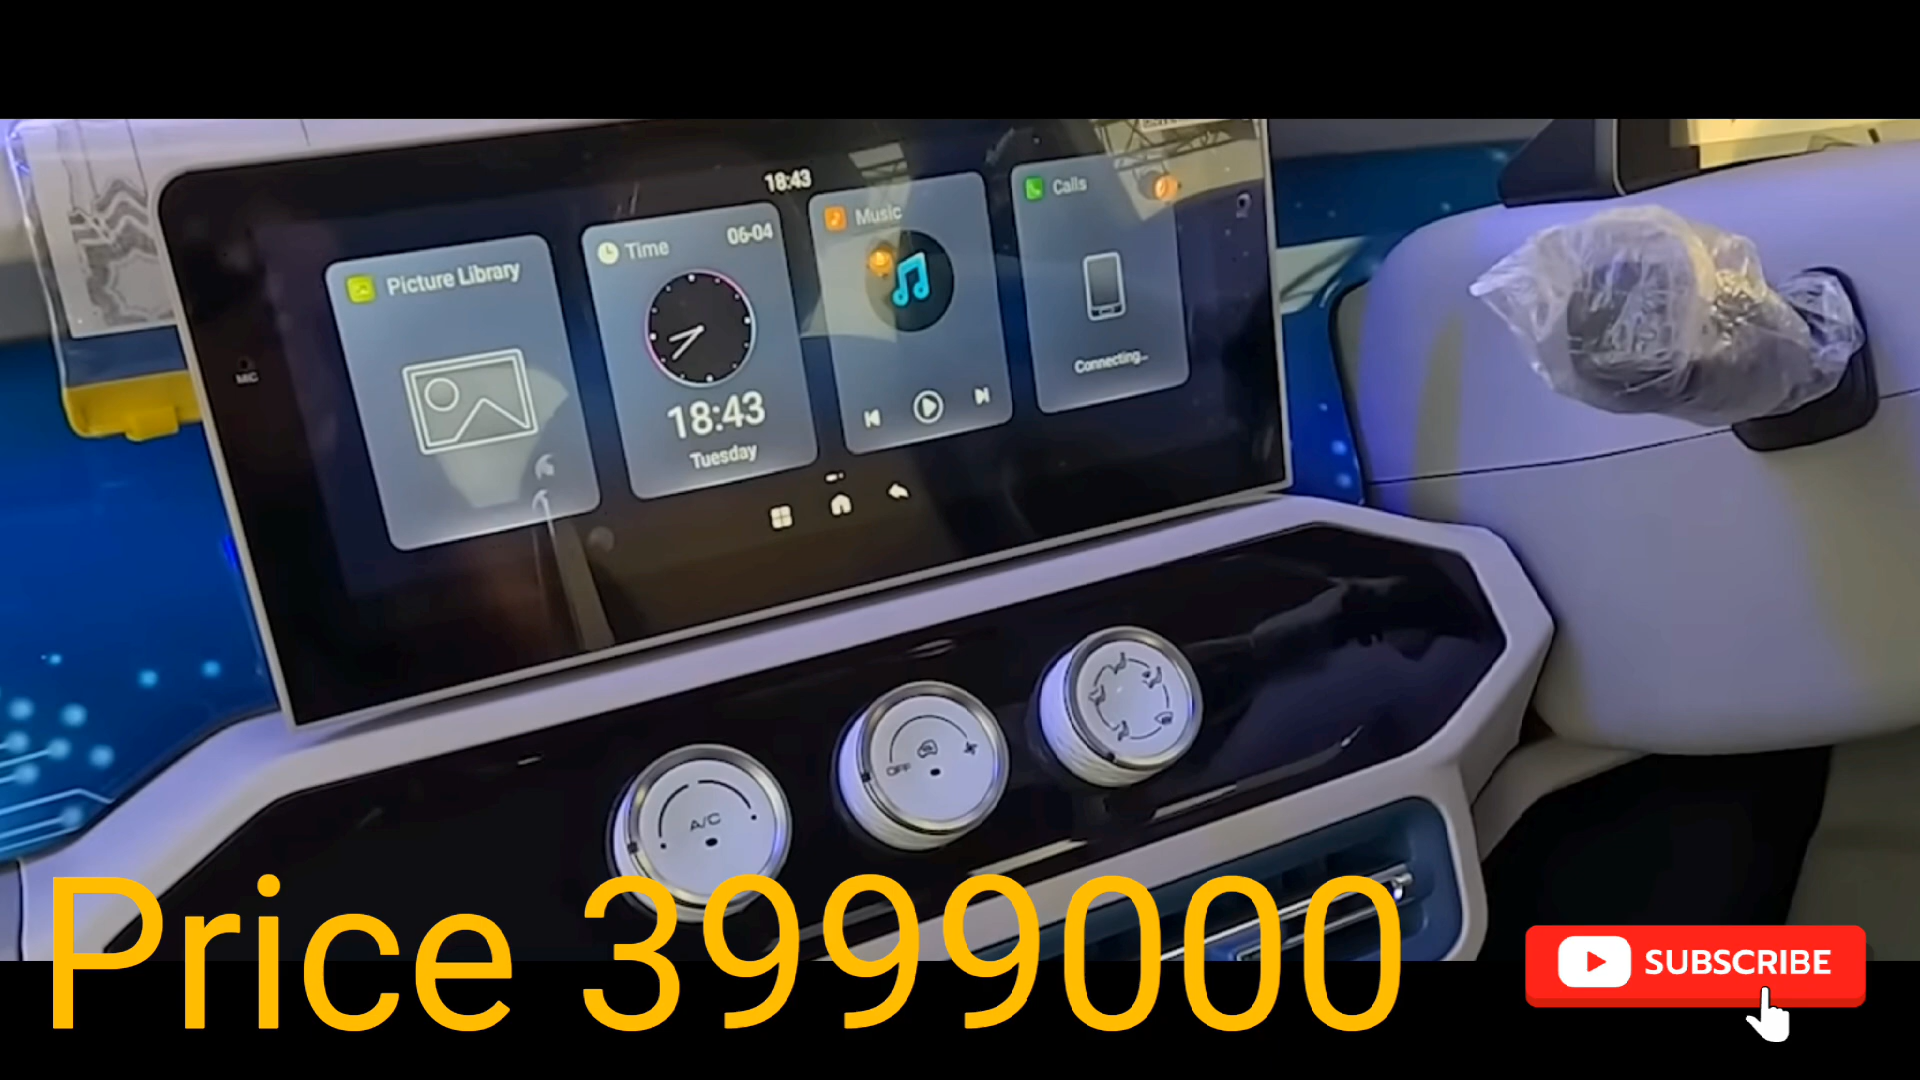 18:43
Picture Library
Time
06-04
18:43
Tuesday
Music
Calls
Connecting...
MIC
A/C
OFF
Price 3999000
SUBSCRIBE